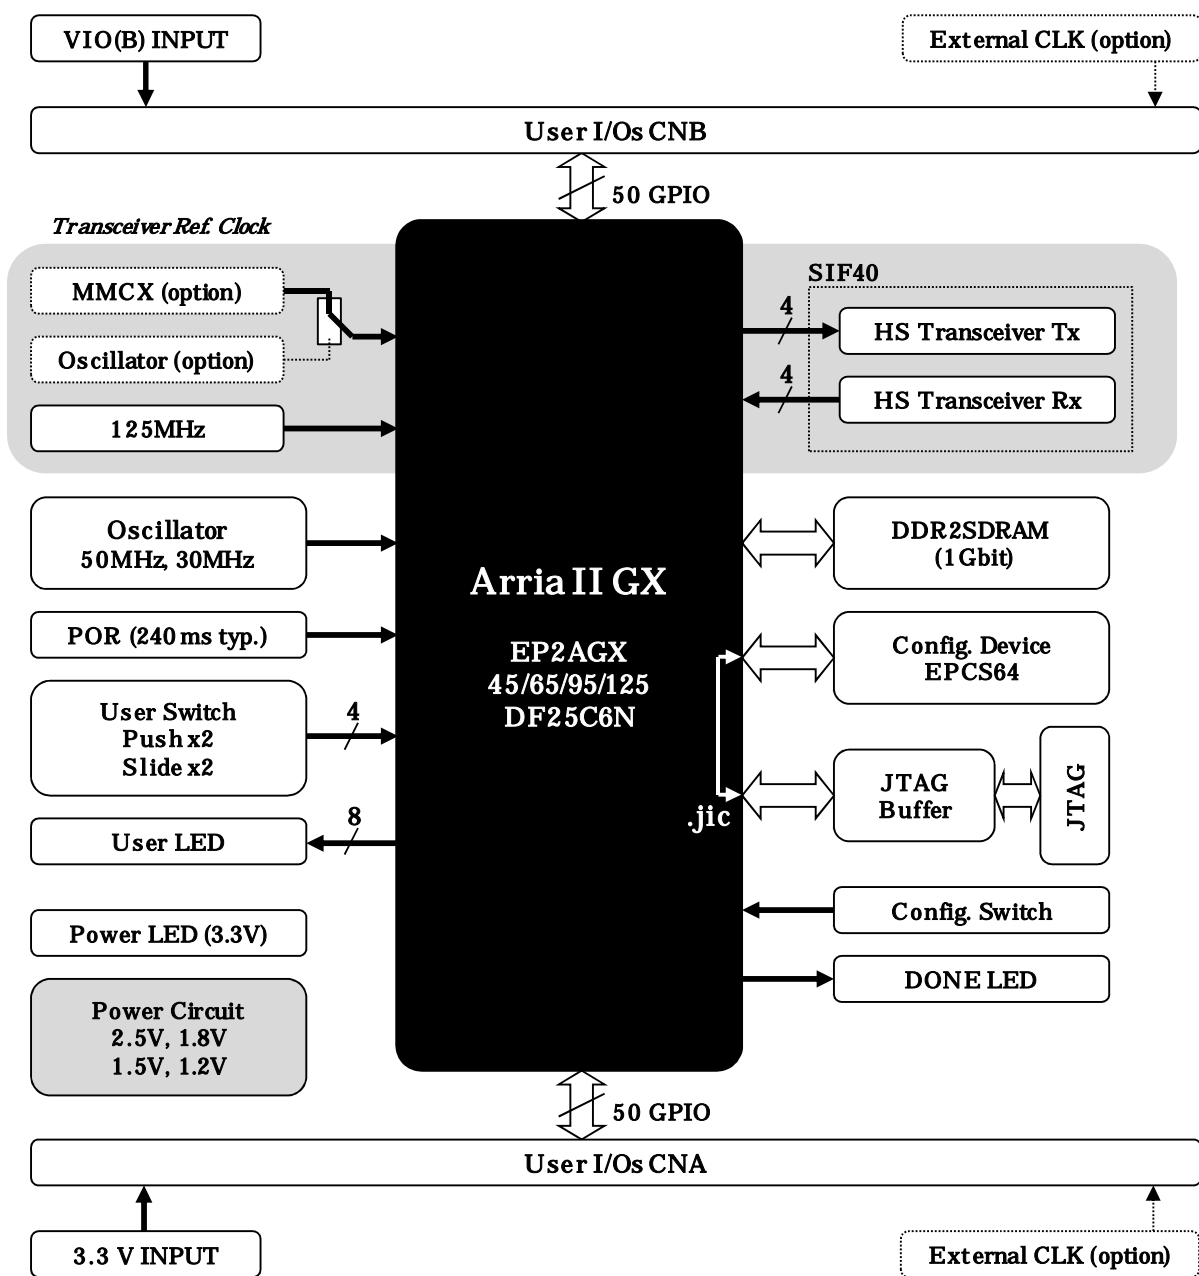 VIO(B) INPUT
External CLK (option)
User I/Os CNB
50 GPIO
Transceiver Ref. Clock
MMCX (option)
Oscillator (option)
125MHz
SIF40
4
HS Transceiver Tx
4
HS Transceiver Rx
Oscillator
50MHz, 30MHz
POR (240 ms typ.)
User Switch
Push x2
Slide x2
4
User LED
8
Power LED (3.3V)
Power Circuit
2.5V, 1.8V
1.5V, 1.2V
Arria II GX
EP2AGX
45/65/95/125
DF25C6N
.jic
DDR2SDRAM
(1Gbit)
Config. Device
EPCS64
JTAG
Buffer
JTAG
Config. Switch
DONE LED
50 GPIO
User I/Os CNA
3.3 V INPUT
External CLK (option)